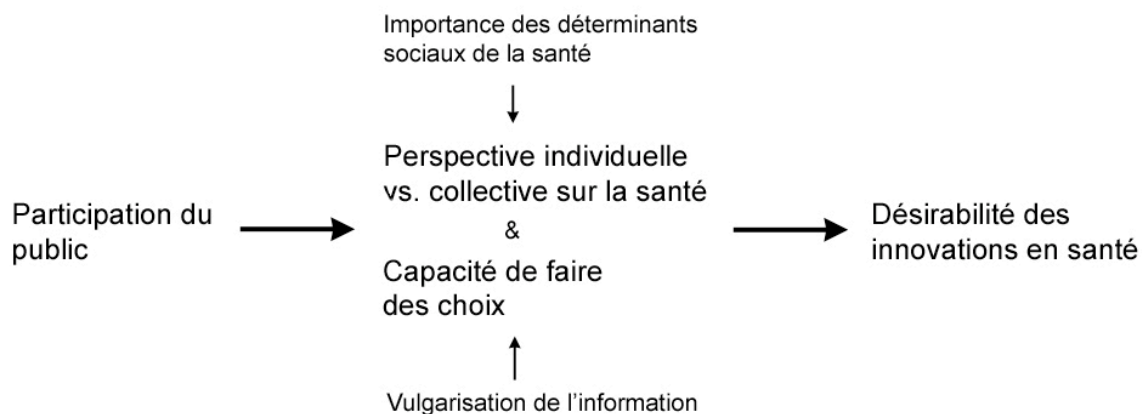 Importance des déterminants
sociaux de la santé
Perspective individuelle
vs. collective sur la santé
Participation du
public
&
Désirabilité des
innovations en santé
Capacité de faire
des choix
Vulgarisation de l'information